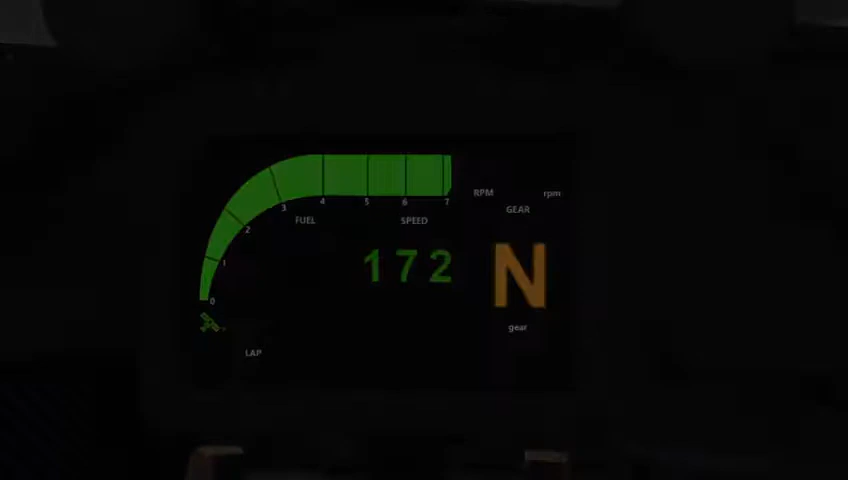 0 1 2 3 4 5 6 7
RPM rpm
GEAR
FUEL SPEED
172 N
gear
LAP